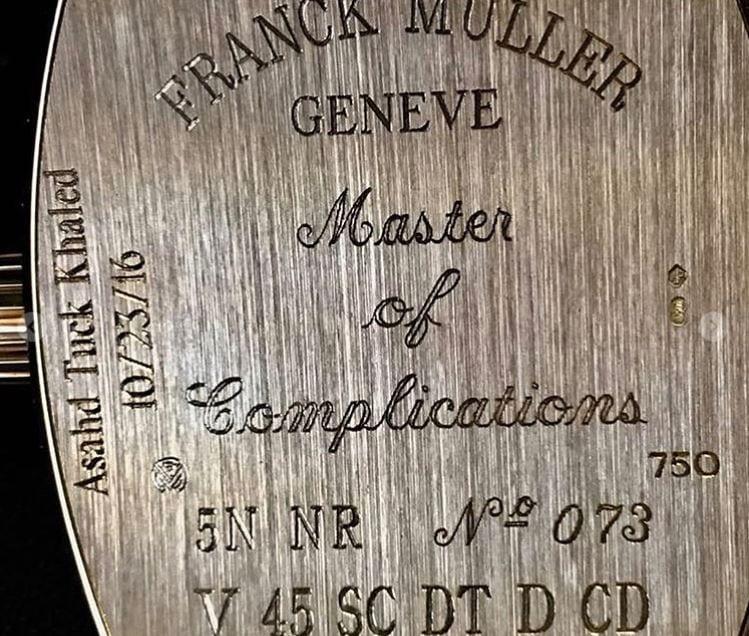 FRANCK MULLER
GENEVE
Master
of
Complications
Asahd Tuck Khaled
10/23/16
750
5N NR Nº 073
V 45 SC DT D CD